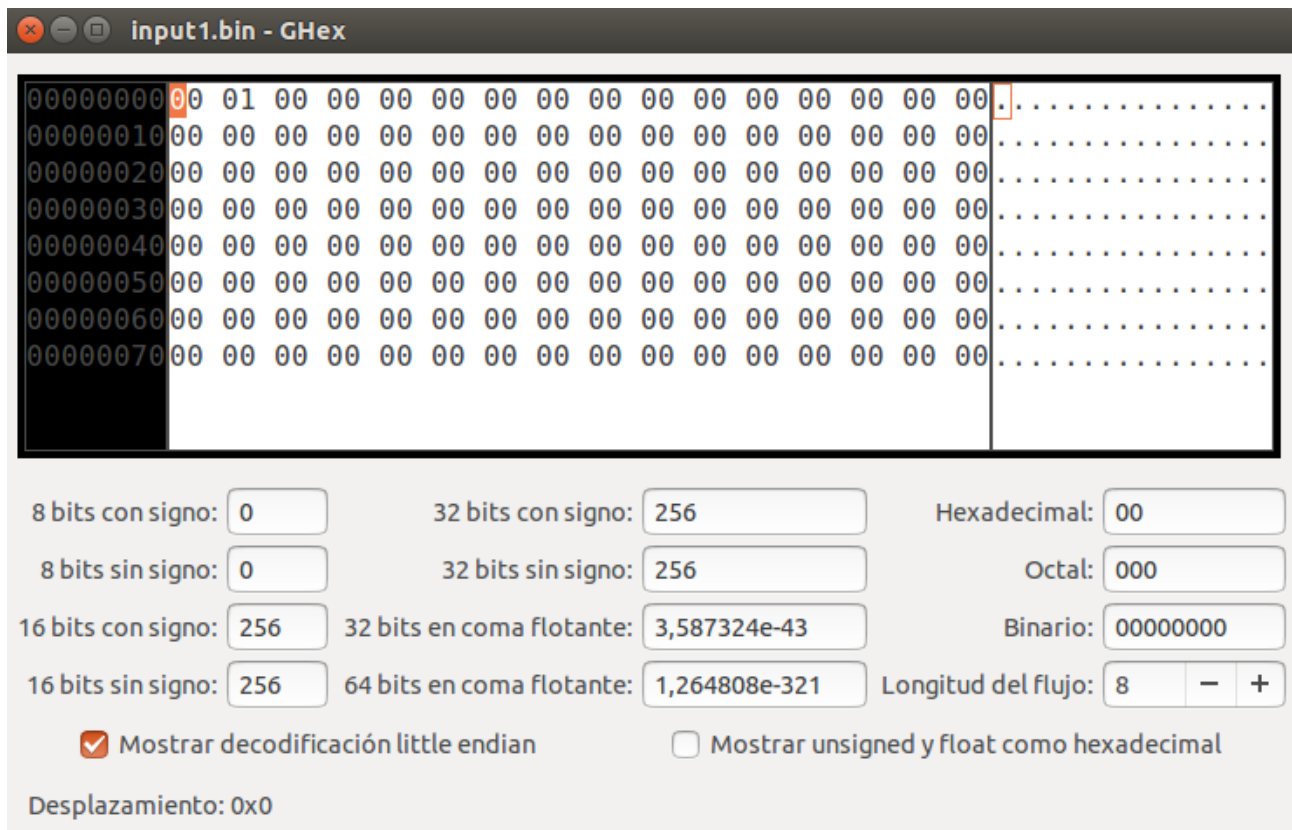 input1.bin - GHex
00000000 00 01 00 00 00 00 00 00 00 00 00 00 00 00 00 00 ................
00000010 00 00 00 00 00 00 00 00 00 00 00 00 00 00 00 00 ................
00000020 00 00 00 00 00 00 00 00 00 00 00 00 00 00 00 00 ................
00000030 00 00 00 00 00 00 00 00 00 00 00 00 00 00 00 00 ................
00000040 00 00 00 00 00 00 00 00 00 00 00 00 00 00 00 00 ................
00000050 00 00 00 00 00 00 00 00 00 00 00 00 00 00 00 00 ................
00000060 00 00 00 00 00 00 00 00 00 00 00 00 00 00 00 00 ................
00000070 00 00 00 00 00 00 00 00 00 00 00 00 00 00 00 00 ................
8 bits con signo: 0 32 bits con signo: 256 Hexadecimal: 00
8 bits sin signo: 0 32 bits sin signo: 256 Octal: 000
16 bits con signo: 256 32 bits en coma flotante: 3,587324e-43 Binario: 00000000
16 bits sin signo: 256 64 bits en coma flotante: 1,264808e-321 Longitud del flujo: 8 − +
Mostrar decodificación little endian Mostrar unsigned y float como hexadecimal
Desplazamiento: 0x0